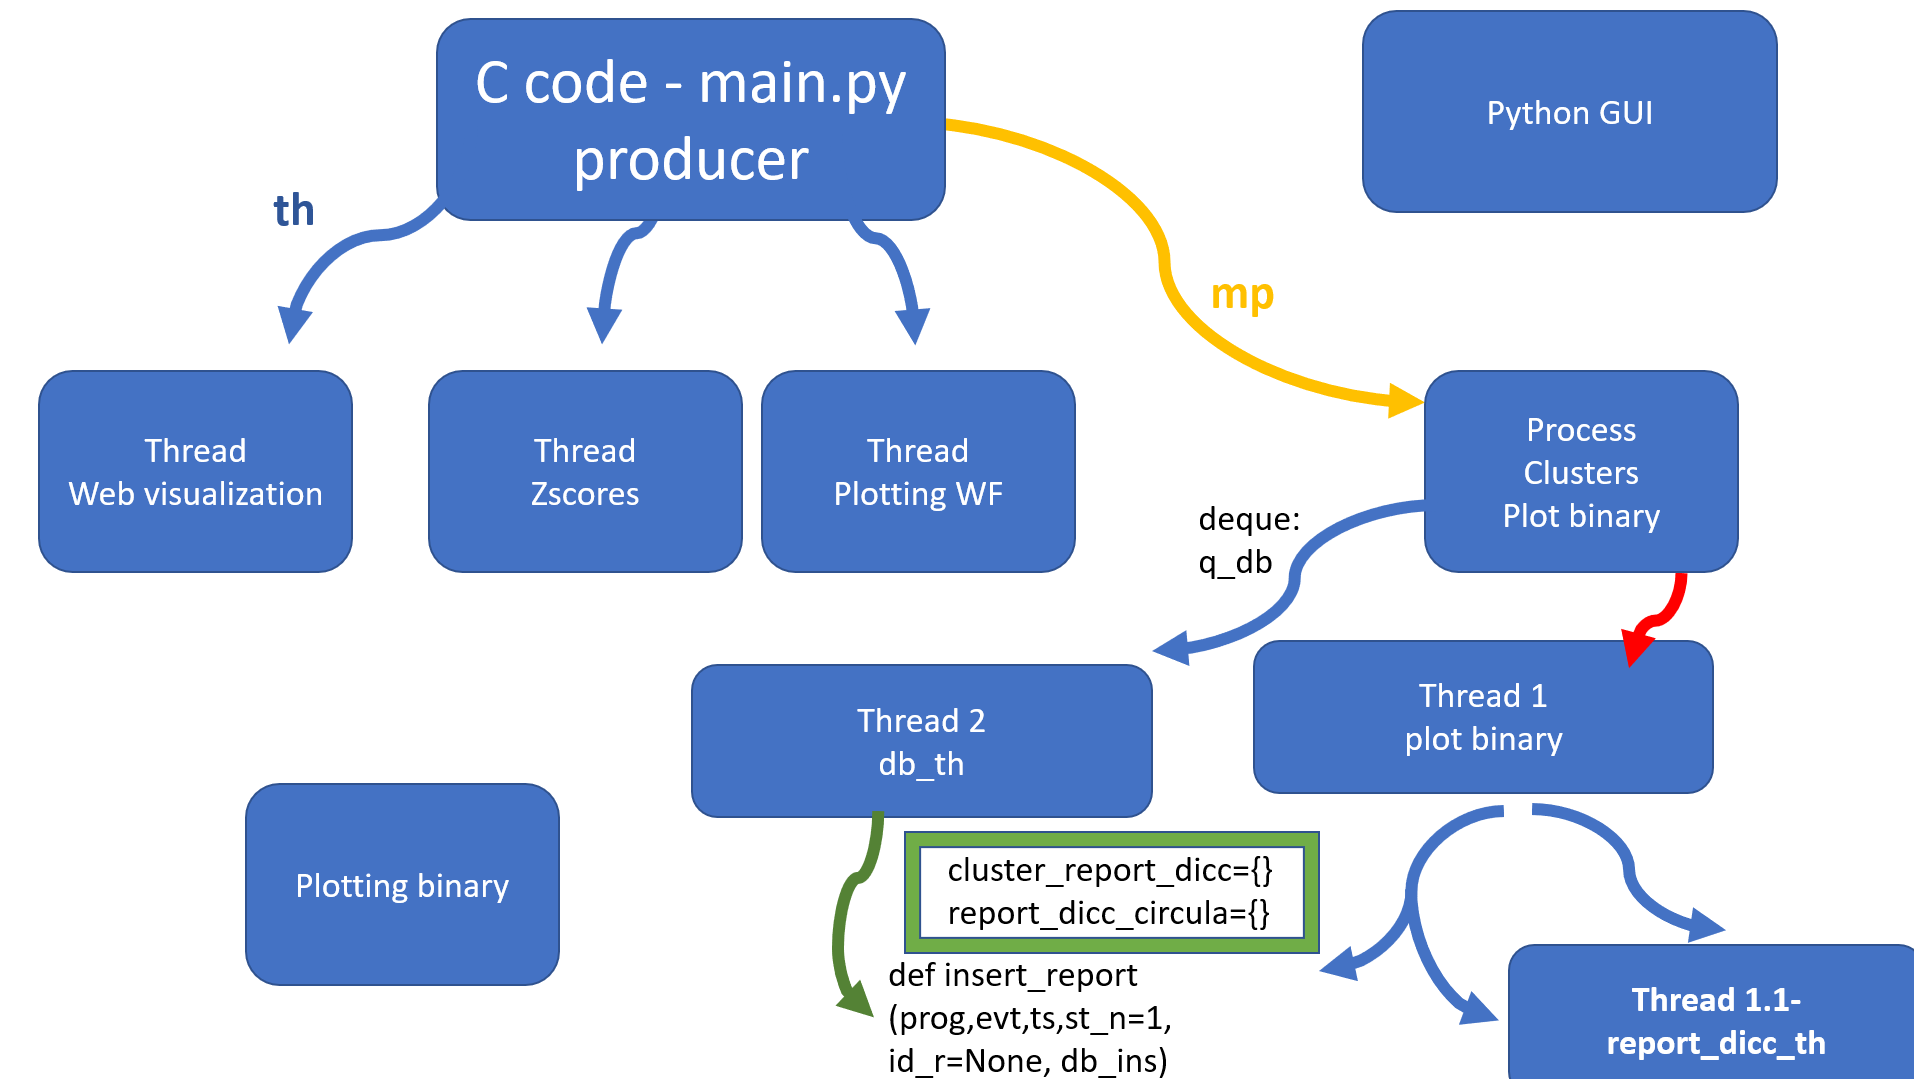 C code - main.py
producer
Python GUI
th
mp
Thread
Web visualization
Thread
Zscores
Thread
Plotting WF
Process
Clusters
Plot binary
deque:
q_db
Thread 2
db_th
Thread 1
plot binary
Plotting binary
cluster_report_dicc={}
report_dicc_circula={}
def insert_report
(prog,evt,ts,st_n=1,
id_r=None, db_ins)
Thread 1.1-
report_dicc_th